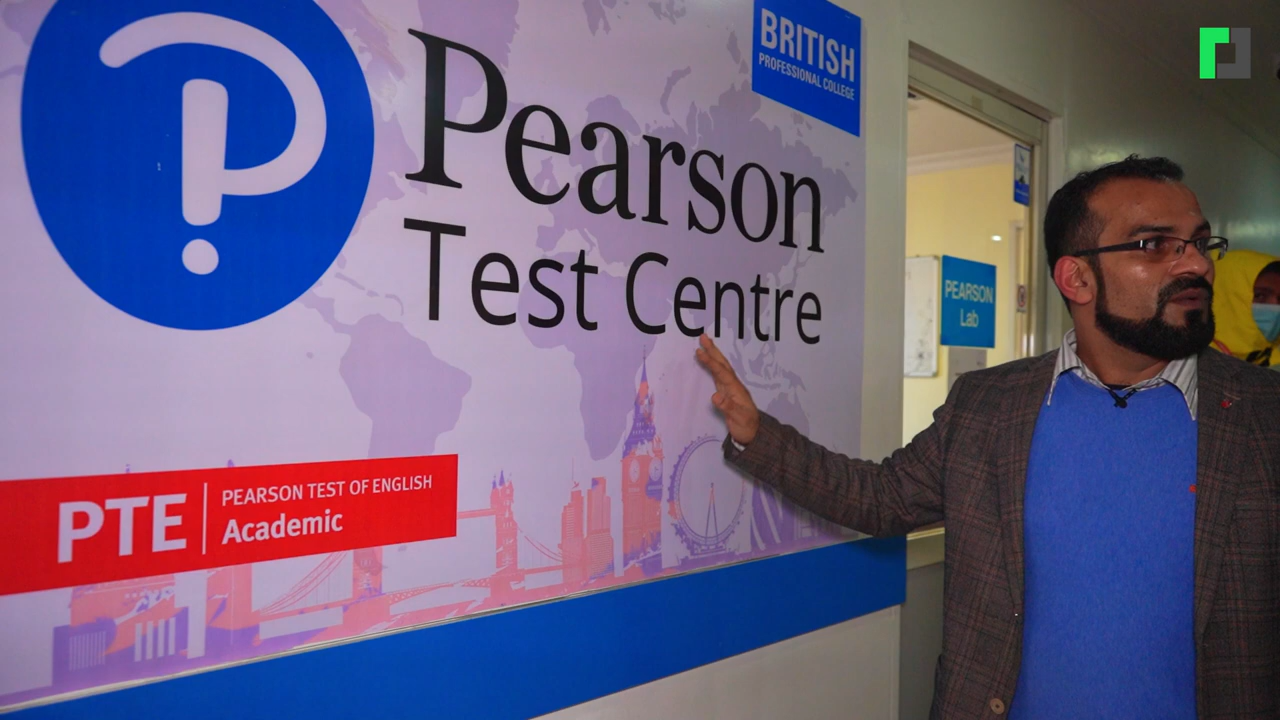 BRITISH
PROFESSIONAL COLLEGE
Pearson
Test Centre
PEARSON
Lab
PTE
PEARSON TEST OF ENGLISH
Academic